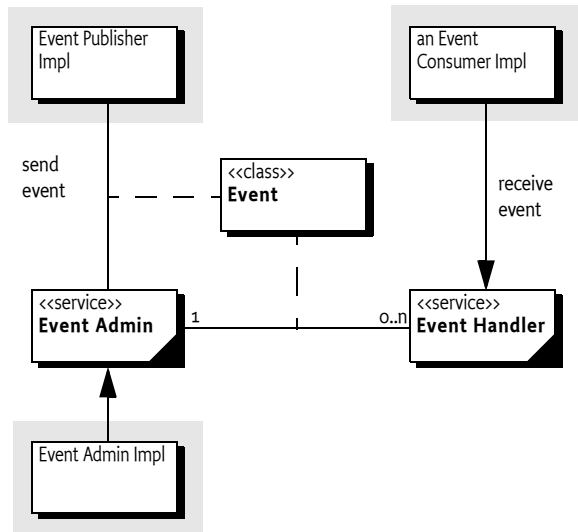 Event Publisher
Impl
an Event
Consumer Impl
send
event
<<class>>
Event
receive
event
<<service>>
Event Admin
1
0..n
<<service>>
Event Handler
Event Admin Impl